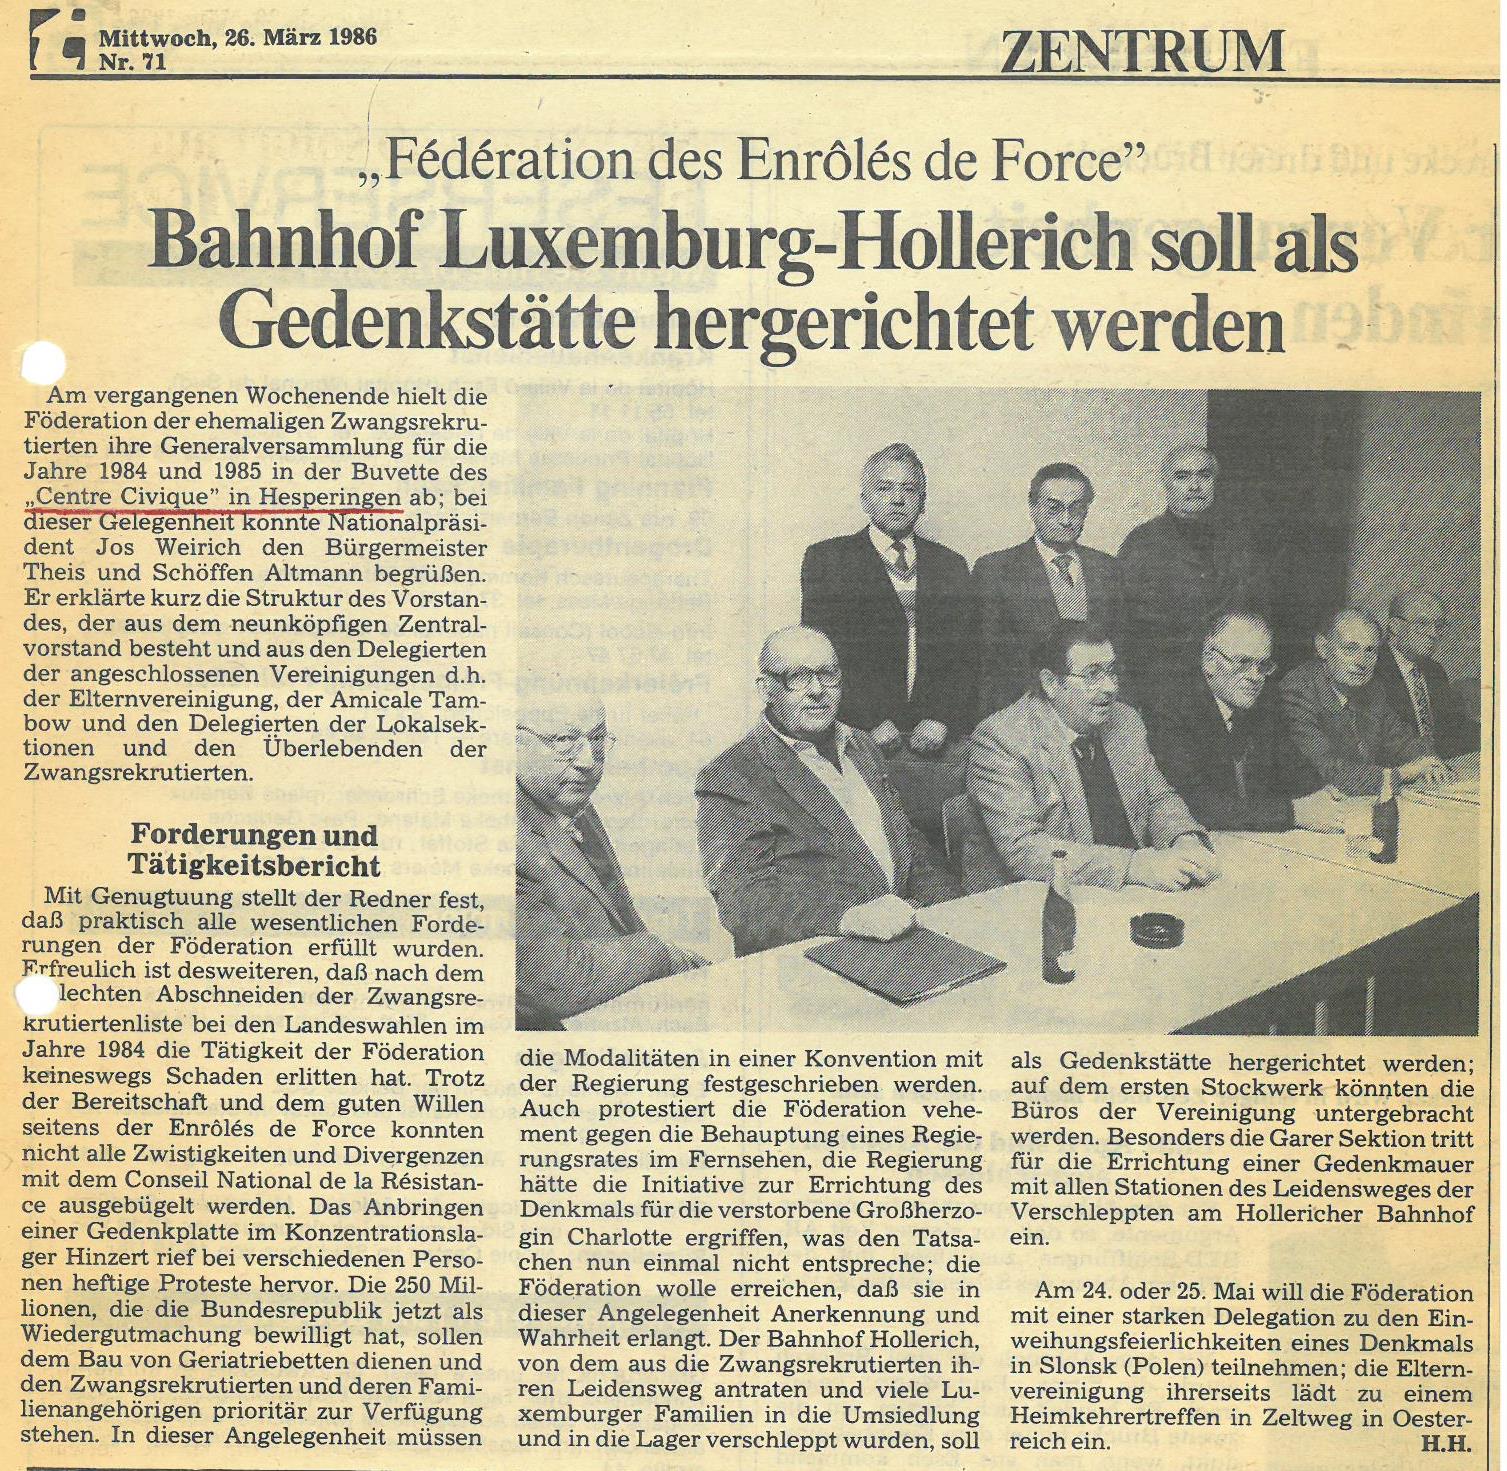 Mittwoch, 26. März 1986
Nr. 71
ZENTRUM
„Fédération des Enrôlés de Force”
Bahnhof Luxemburg-Hollerich soll als
Gedenkstätte hergerichtet werden
Am vergangenen Wochenende hielt die
Föderation der ehemaligen Zwangsrekru-
tierten ihre Generalversammlung für die
Jahre 1984 und 1985 in der Buvette des
„Centre Civique” in Hesperingen ab; bei
dieser Gelegenheit konnte Nationalpräsi-
dent Jos Weirich den Bürgermeister
Theis und Schöffen Altmann begrüßen.
Er erklärte kurz die Struktur des Vorstan-
des, der aus dem neunköpfigen Zentral-
vorstand besteht und aus den Delegierten
der angeschlossenen Vereinigungen d.h.
der Elternvereinigung, der Amicale Tam-
bow und den Delegierten der Lokalsek-
tionen und den Überlebenden der
Zwangsrekrutierten.
Forderungen und
Tätigkeitsbericht
Mit Genugtuung stellt der Redner fest,
daß praktisch alle wesentlichen Forde-
rungen der Föderation erfüllt wurden.
Erfreulich ist desweiteren, daß nach dem
lechten Abschneiden der Zwangsre-
krutiertenliste bei den Landeswahlen im
Jahre 1984 die Tätigkeit der Föderation
keineswegs Schaden erlitten hat. Trotz
der Bereitschaft und dem guten Willen
seitens der Enrôlés de Force konnten
nicht alle Zwistigkeiten und Divergenzen
mit dem Conseil National de la Résistan-
ce ausgebügelt werden. Das Anbringen
einer Gedenkplatte im Konzentrationsla-
ger Hinzert rief bei verschiedenen Perso-
nen heftige Proteste hervor. Die 250 Mil-
lionen, die die Bundesrepublik jetzt als
Wiedergutmachung bewilligt hat, sollen
dem Bau von Geriatriebetten dienen und
den Zwangsrekrutierten und deren Fami-
lienangehörigen prioritär zur Verfügung
stehen. In dieser Angelegenheit müssen
die Modalitäten in einer Konvention mit
der Regierung festgeschrieben werden.
Auch protestiert die Föderation vehe-
ment gegen die Behauptung eines Regie-
rungsrates im Fernsehen, die Regierung
hätte die Initiative zur Errichtung des
Denkmals für die verstorbene Großherzo-
gin Charlotte ergriffen, was den Tatsa-
chen nun einmal nicht entspreche; die
Föderation wolle erreichen, daß sie in
dieser Angelegenheit Anerkennung und
Wahrheit erlangt. Der Bahnhof Hollerich,
von dem aus die Zwangsrekrutierten ih-
ren Leidensweg antraten und viele Lu-
xemburger Familien in die Umsiedlung
und in die Lager verschleppt wurden, soll
als Gedenkstätte hergerichtet werden;
auf dem ersten Stockwerk könnten die
Büros der Vereinigung untergebracht
werden. Besonders die Garer Sektion tritt
für die Errichtung einer Gedenkmauer
mit allen Stationen des Leidensweges der
Verschleppten am Hollericher Bahnhof
ein.
Am 24. oder 25. Mai will die Föderation
mit einer starken Delegation zu den Ein-
weihungsfeierlichkeiten eines Denkmals
in Slonsk (Polen) teilnehmen; die Eltern-
vereinigung ihrerseits lädt zu einem
Heimkehrertreffen in Zeltweg in Oester-
reich ein.
H.H.